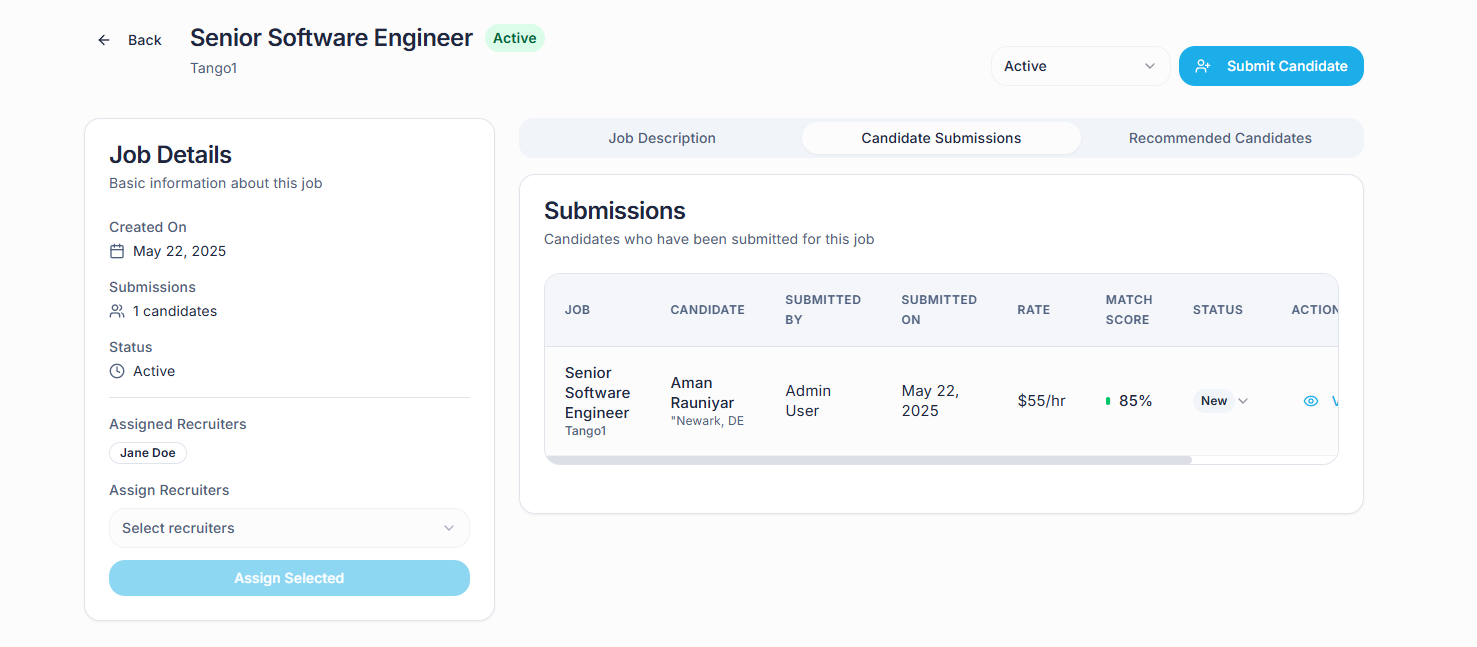 Back
Senior Software Engineer
Active
Tango1
Active
Submit Candidate
Job Details
Basic information about this job
Created On
May 22, 2025
Submissions
1 candidates
Status
Active
Assigned Recruiters
Jane Doe
Assign Recruiters
Select recruiters
Assign Selected
Job Description
Candidate Submissions
Recommended Candidates
Submissions
Candidates who have been submitted for this job
JOB
CANDIDATE
SUBMITTED
BY
SUBMITTED
ON
RATE
MATCH
SCORE
STATUS
ACTION
Senior
Software
Engineer
Tango1
Aman
Rauniyar
"Newark, DE
Admin
User
May 22,
2025
$55/hr
85%
New